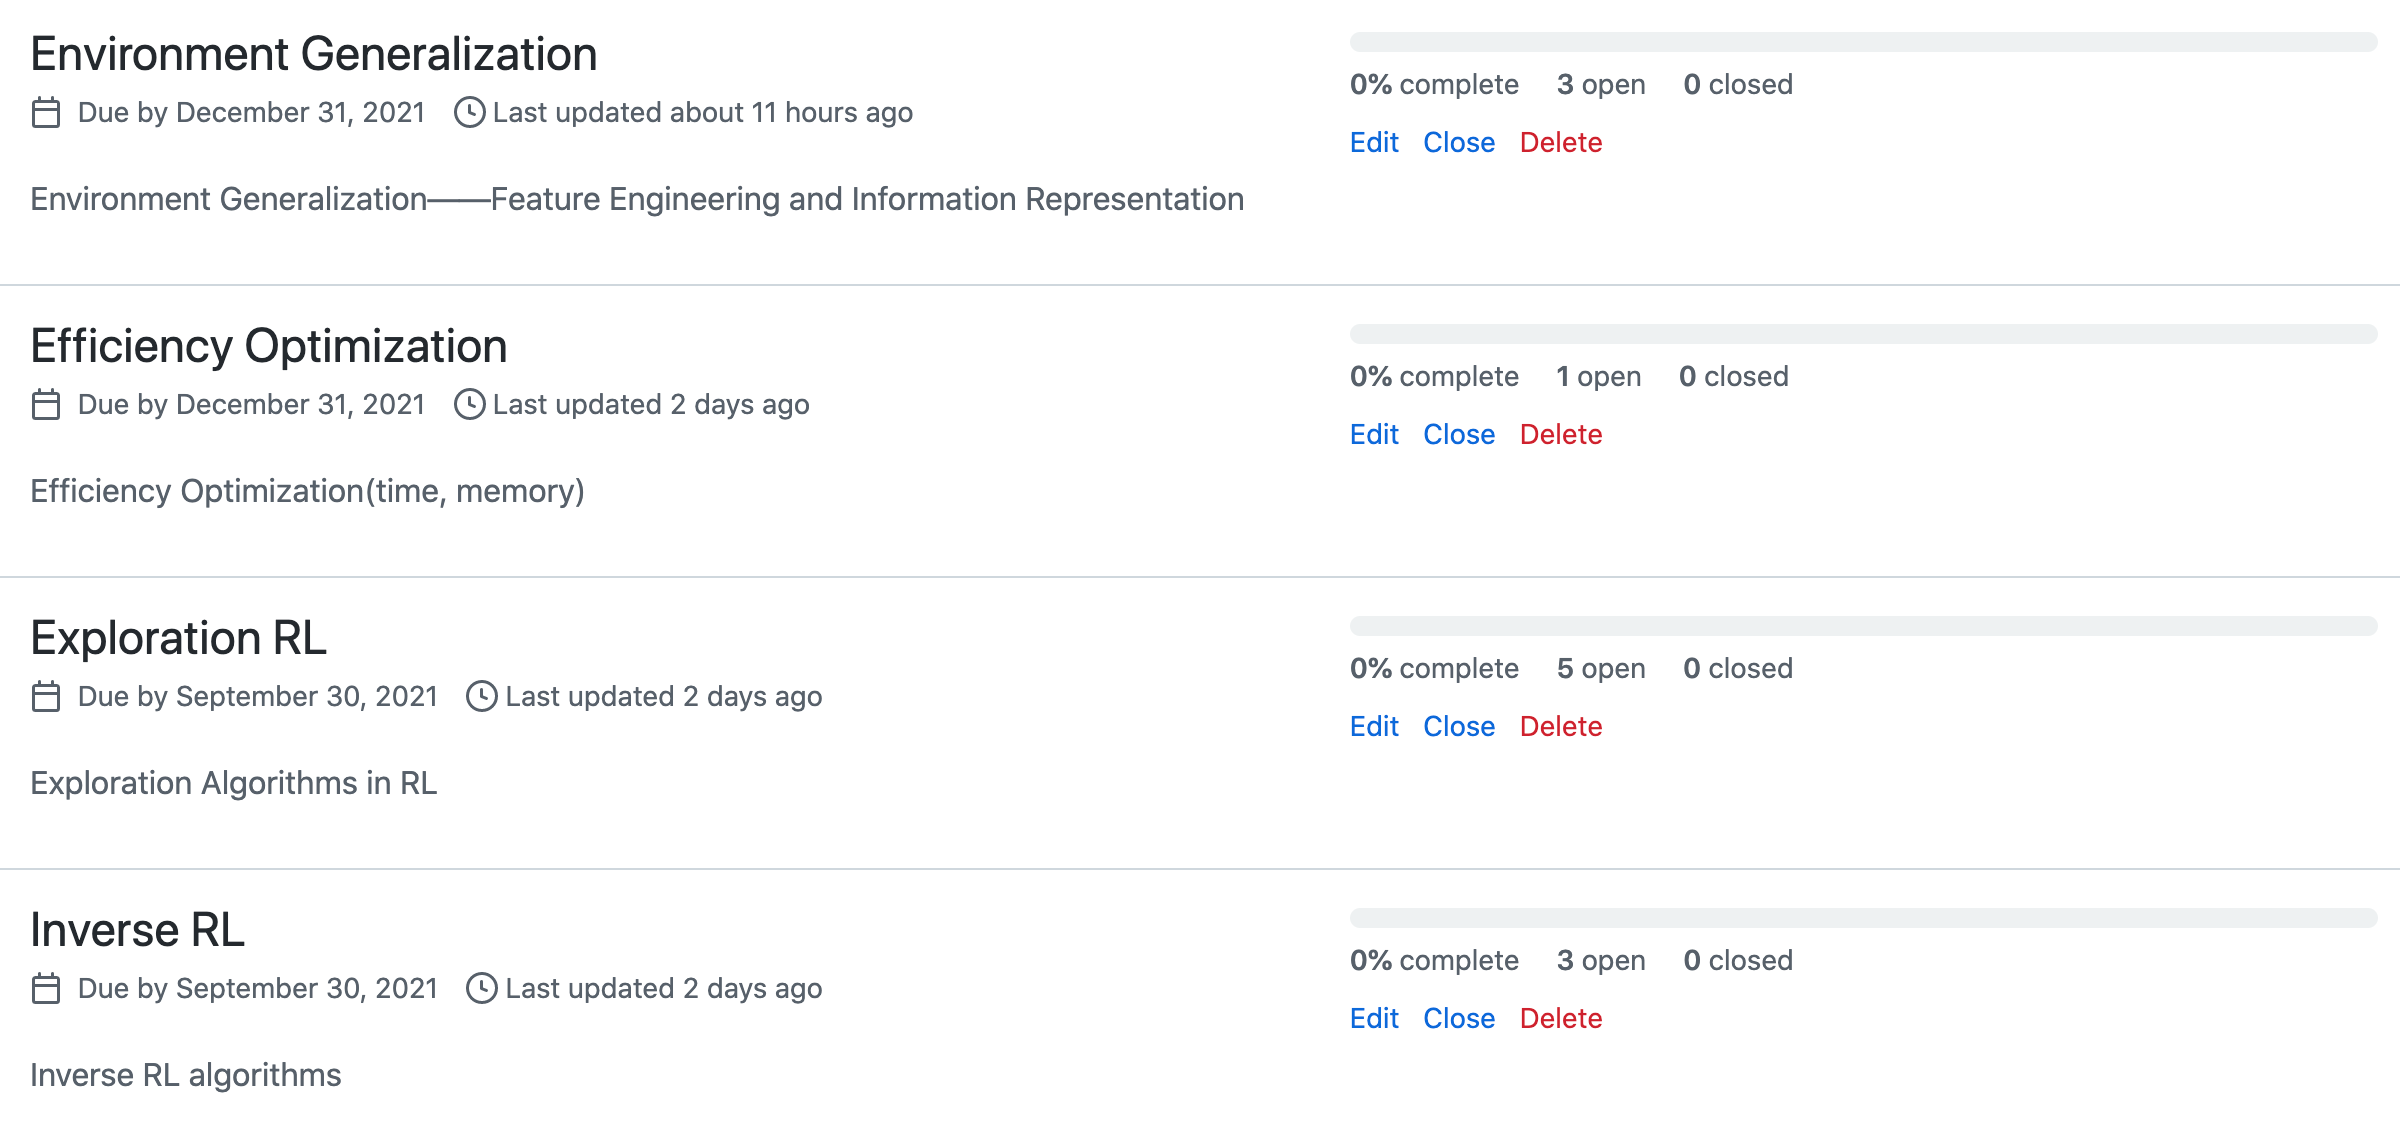 Environment Generalization
Due by December 31, 2021 Last updated about 11 hours ago
Environment Generalization——Feature Engineering and Information Representation
0% complete 3 open 0 closed
Edit Close Delete
Efficiency Optimization
Due by December 31, 2021 Last updated 2 days ago
Efficiency Optimization(time, memory)
0% complete 1 open 0 closed
Edit Close Delete
Exploration RL
Due by September 30, 2021 Last updated 2 days ago
Exploration Algorithms in RL
0% complete 5 open 0 closed
Edit Close Delete
Inverse RL
Due by September 30, 2021 Last updated 2 days ago
Inverse RL algorithms
0% complete 3 open 0 closed
Edit Close Delete